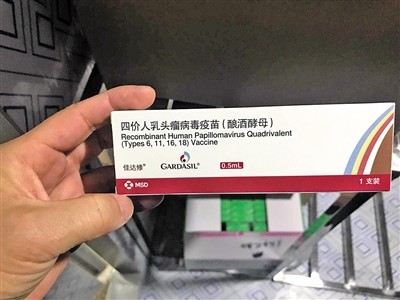 四价人乳头瘤病毒疫苗(酿酒酵母)
Recombinant Human Papillomavirus Quadrivalent
(Types 6, 11, 16, 18) Vaccine
佳达修® GARDASIL® 0.5mL
MSD 1支装